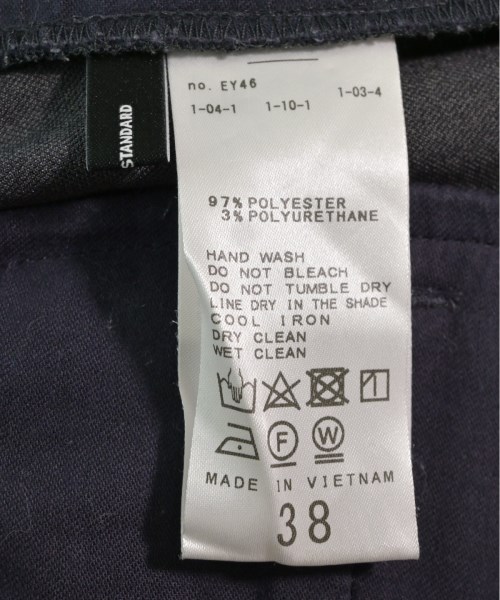 STANDARD
no. EY46
1-04-1 1-10-1 1-03-4
97% POLYESTER
3% POLYURETHANE
HAND WASH
DO NOT BLEACH
DO NOT TUMBLE DRY
LINE DRY IN THE SHADE
COOL IRON
DRY CLEAN
WET CLEAN
F W
MADE IN VIETNAM
38